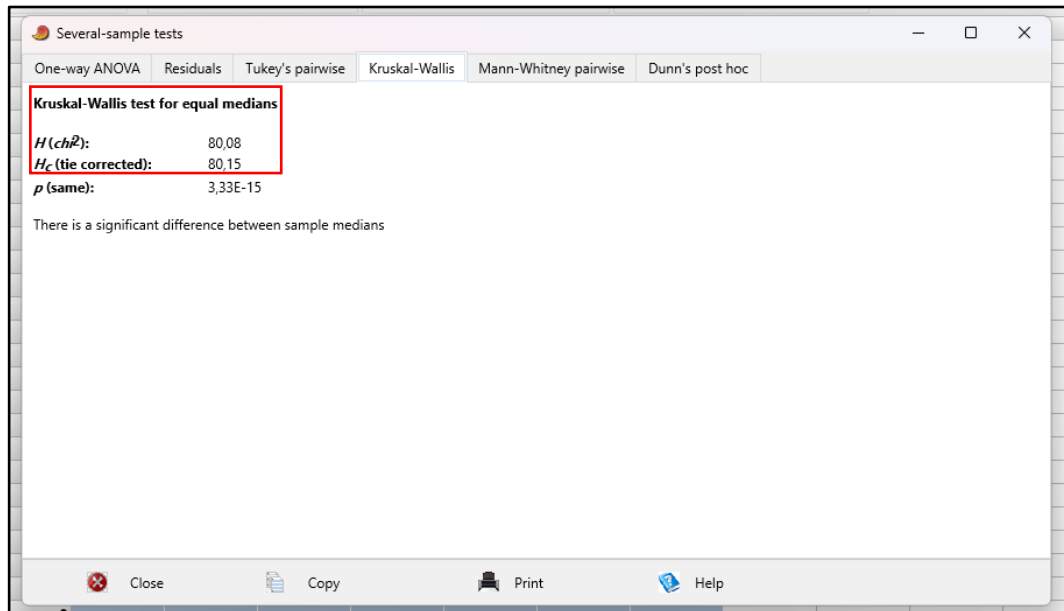 Several-sample tests
One-way ANOVA Residuals Tukey's pairwise Kruskal-Wallis Mann-Whitney pairwise Dunn's post hoc
Kruskal-Wallis test for equal medians
H (chi2): 80,08
Hc (tie corrected): 80,15
p (same): 3,33E-15
There is a significant difference between sample medians
Close Copy Print Help